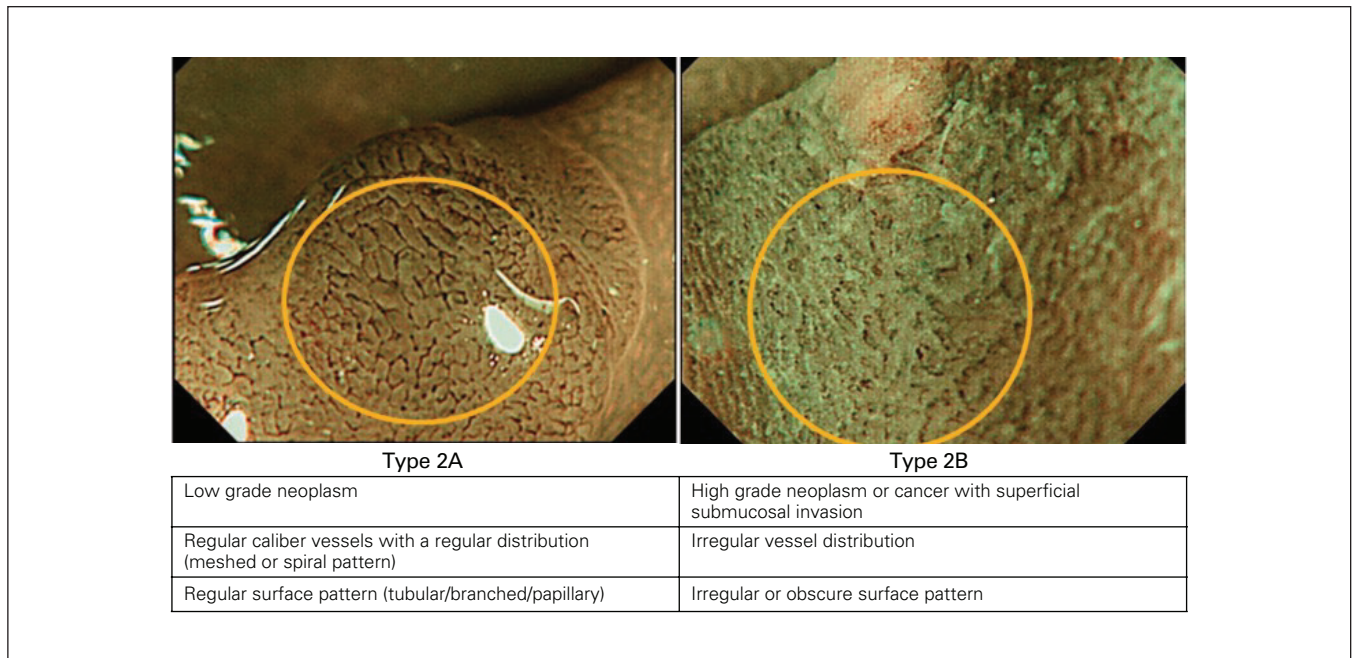 Type 2A
Type 2B
Low grade neoplasm
High grade neoplasm or cancer with superficial
submucosal invasion
Regular caliber vessels with a regular distribution
(meshed or spiral pattern)
Irregular vessel distribution
Regular surface pattern (tubular/branched/papillary)
Irregular or obscure surface pattern